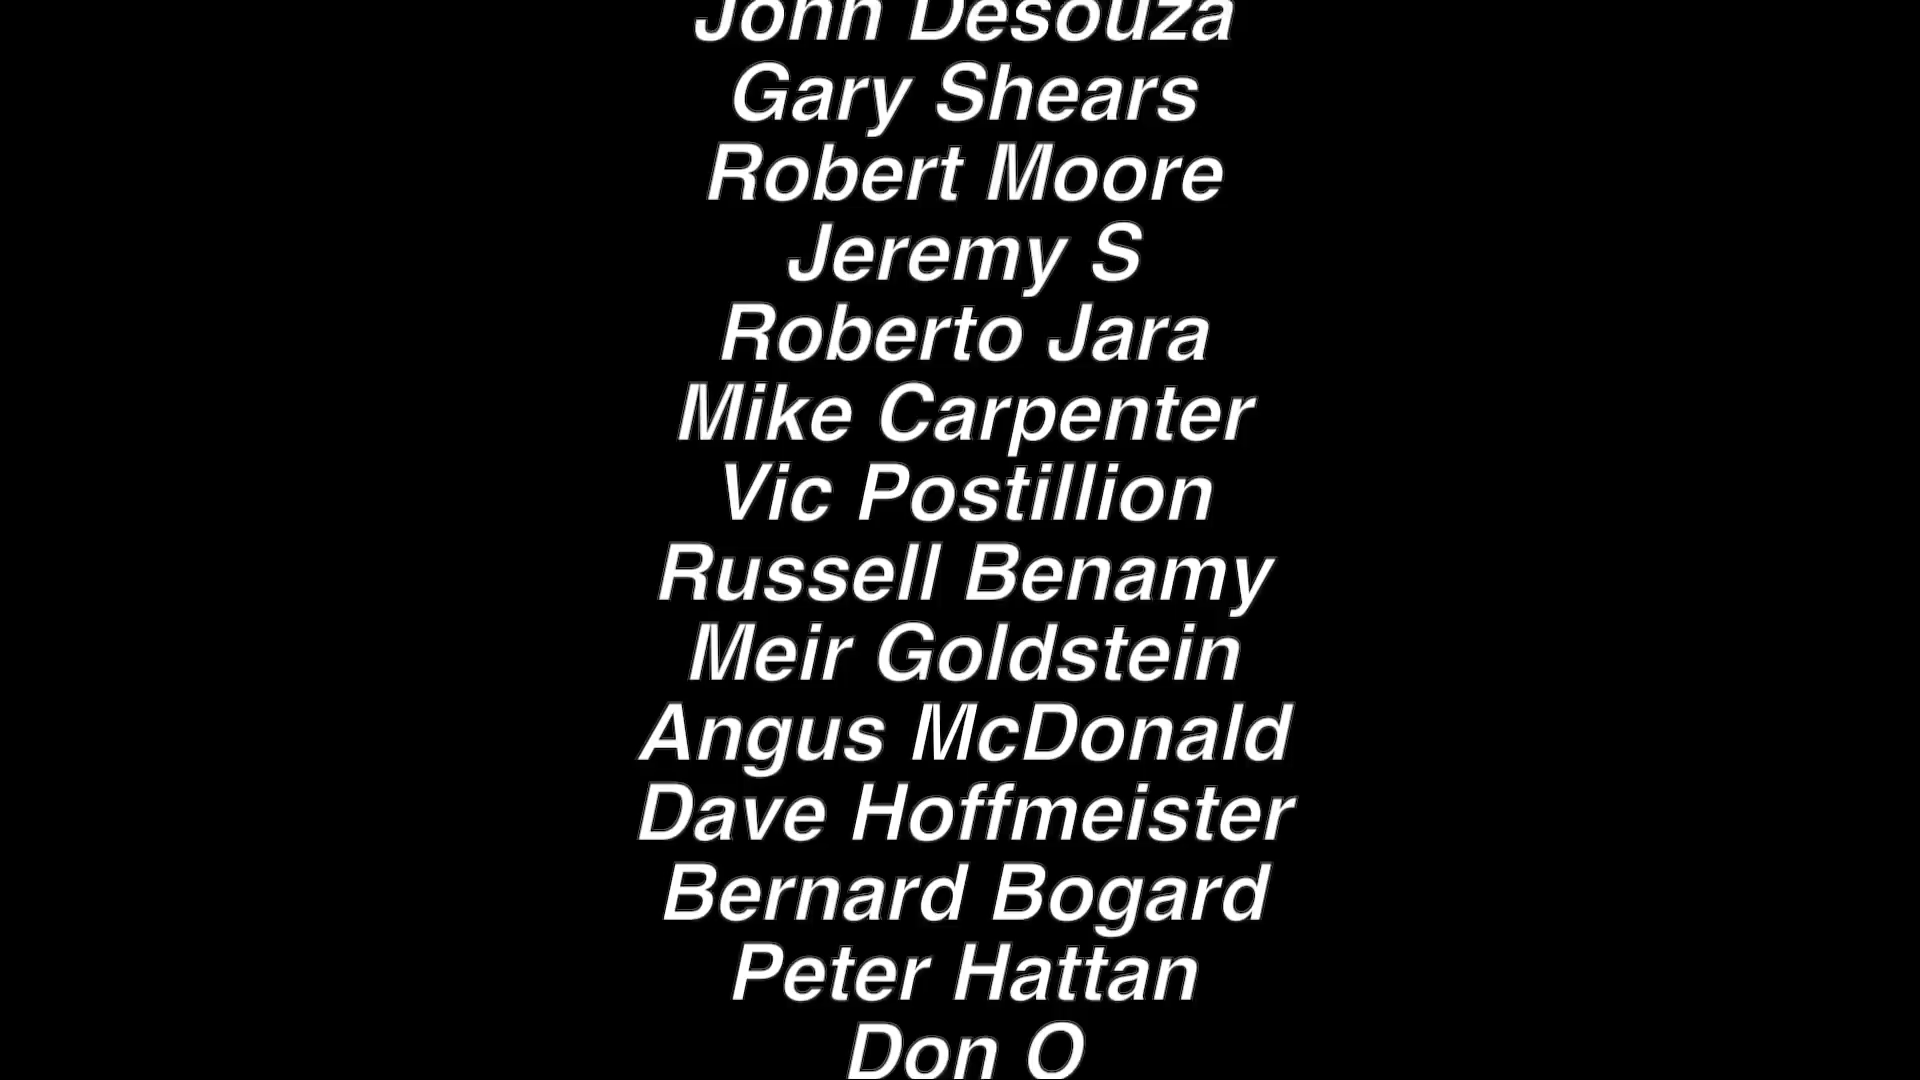 John Desouza
Gary Shears
Robert Moore
Jeremy S
Roberto Jara
Mike Carpenter
Vic Postillion
Russell Benamy
Meir Goldstein
Angus McDonald
Dave Hoffmeister
Bernard Bogard
Peter Hattan
Don O